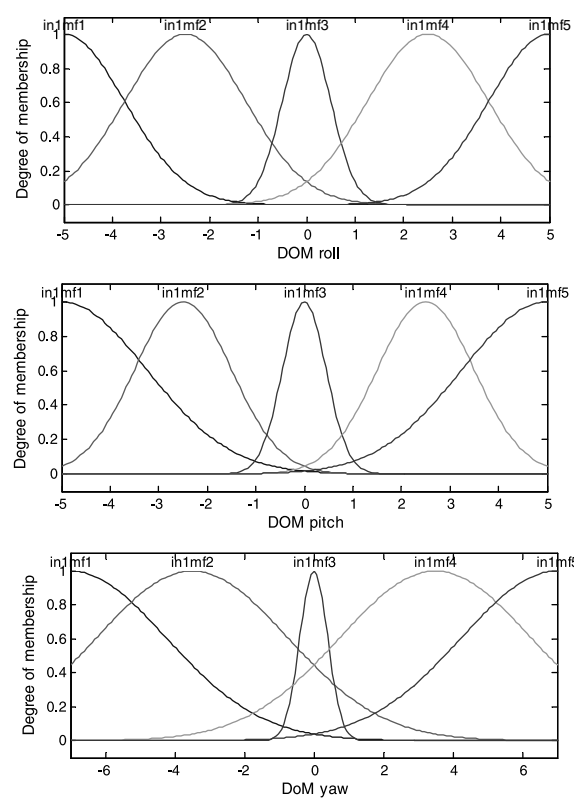 in1mf1 in1mf2 in1mf3 in1mf4 in1mf5
1
0.8
0.6
0.4
0.2
0
Degree of membership
-5 -4 -3 -2 -1 0 1 2 3 4 5
DOM roll
in1mf1 in1mf2 in1mf3 in1mf4 in1mf5
1
0.8
0.6
0.4
0.2
0
Degree of membership
-5 -4 -3 -2 -1 0 1 2 3 4 5
DOM pitch
in1mf1 in1mf2 in1mf3 in1mf4 in1mf5
1
0.8
0.6
0.4
0.2
0
Degree of membership
-6 -4 -2 0 2 4 6
DoM yaw